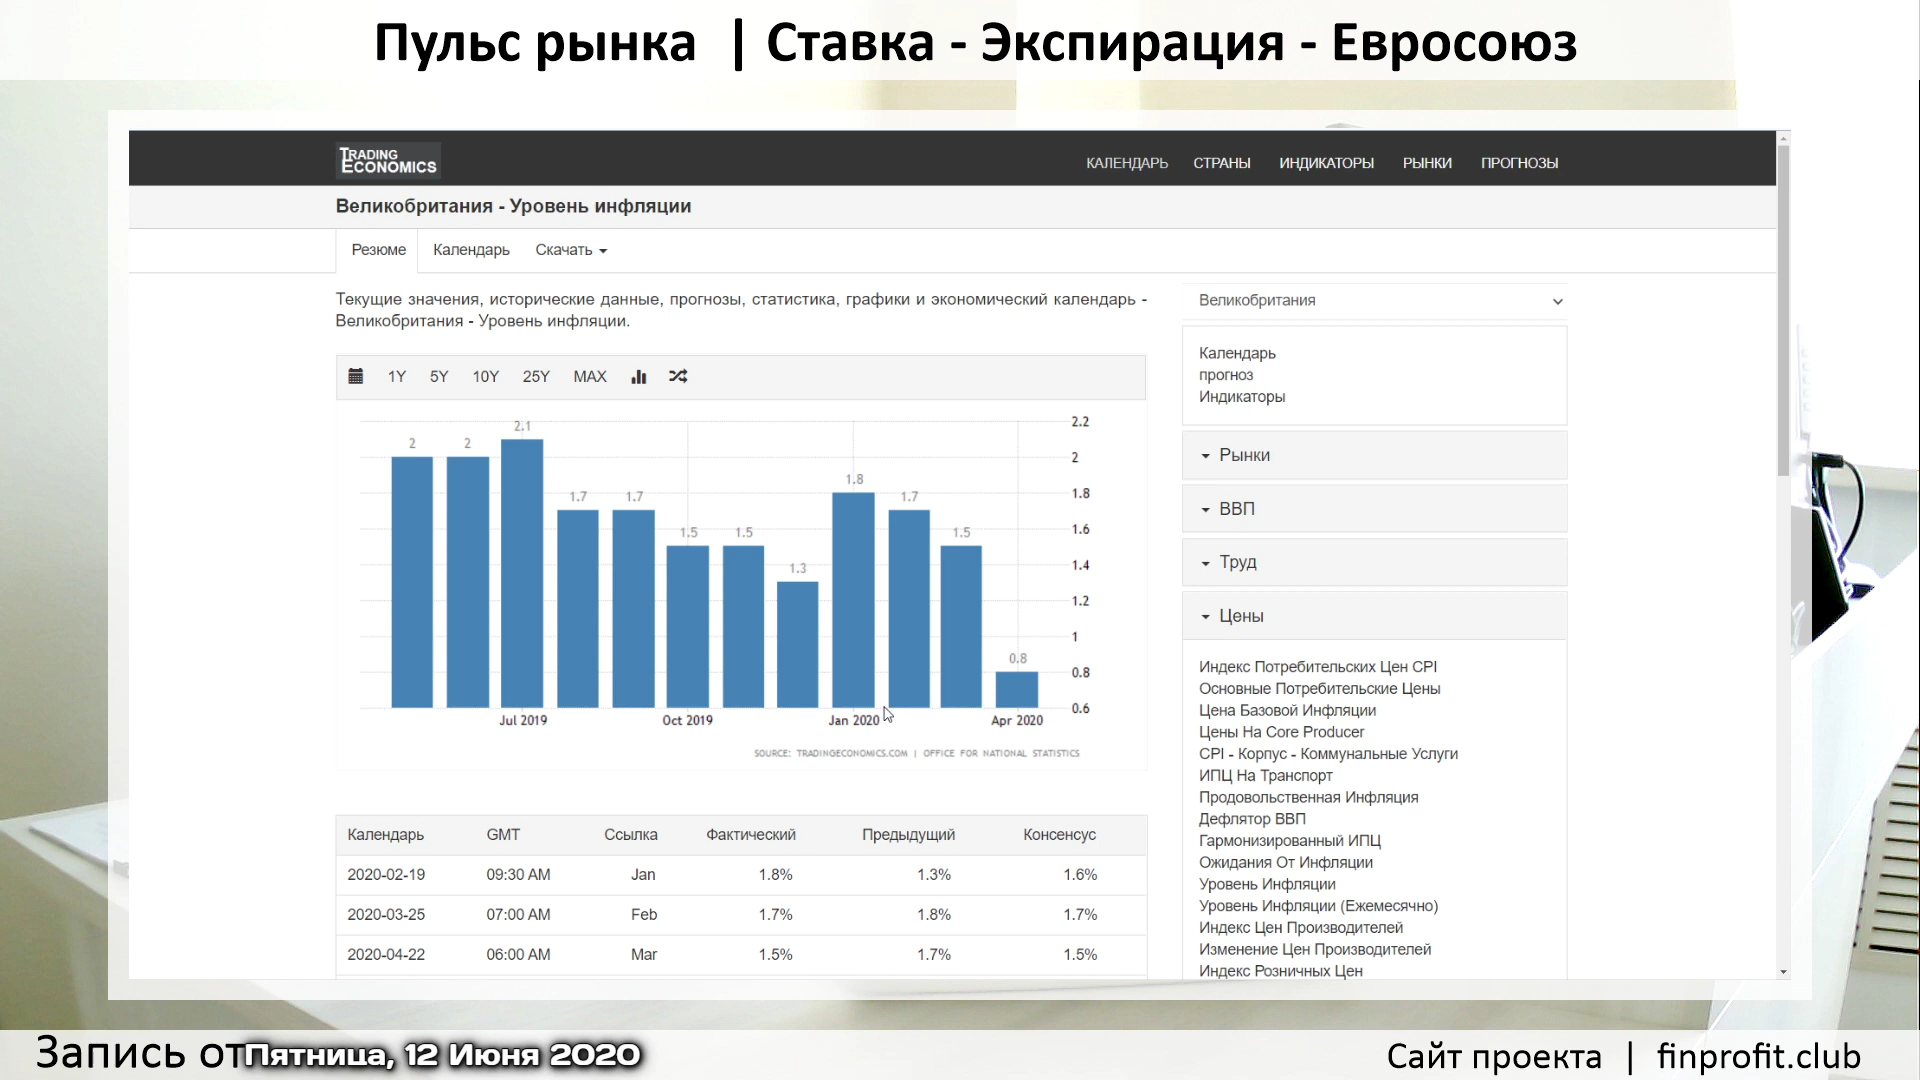 Пульс рынка | Ставка - Экспирация - Евросоюз
TRADING ECONOMICS
КАЛЕНДАРЬ СТРАНЫ ИНДИКАТОРЫ РЫНКИ ПРОГНОЗЫ
Великобритания - Уровень инфляции
Резюме Календарь Скачать
Текущие значения, исторические данные, прогнозы, статистика, графики и экономический календарь -
Великобритания - Уровень инфляции.
1Y 5Y 10Y 25Y MAX
2 2 2.1 1.7 1.7 1.5 1.5 1.3 1.8 1.7 1.5 0.8
2.2
2
1.8
1.6
1.4
1.2
1
0.8
0.6
Jul 2019 Oct 2019 Jan 2020 Apr 2020
SOURCE: TRADINGECONOMICS.COM | OFFICE FOR NATIONAL STATISTICS
Календарь GMT Ссылка Фактический Предыдущий Консенсус
2020-02-19 09:30 AM Jan 1.8% 1.3% 1.6%
2020-03-25 07:00 AM Feb 1.7% 1.8% 1.7%
2020-04-22 06:00 AM Mar 1.5% 1.7% 1.5%
Великобритания
Календарь
прогноз
Индикаторы
Рынки
ВВП
Труд
Цены
Индекс Потребительских Цен CPI
Основные Потребительские Цены
Цена Базовой Инфляции
Цены На Core Producer
CPI - Корпус - Коммунальные Услуги
ИПЦ На Транспорт
Продовольственная Инфляция
Дефлятор ВВП
Гармонизированный ИПЦ
Ожидания От Инфляции
Уровень Инфляции
Уровень Инфляции (Ежемесячно)
Индекс Цен Производителей
Изменение Цен Производителей
Индекс Розничных Цен
Запись от Пятница, 12 Июня 2020
Сайт проекта | finprofit.club